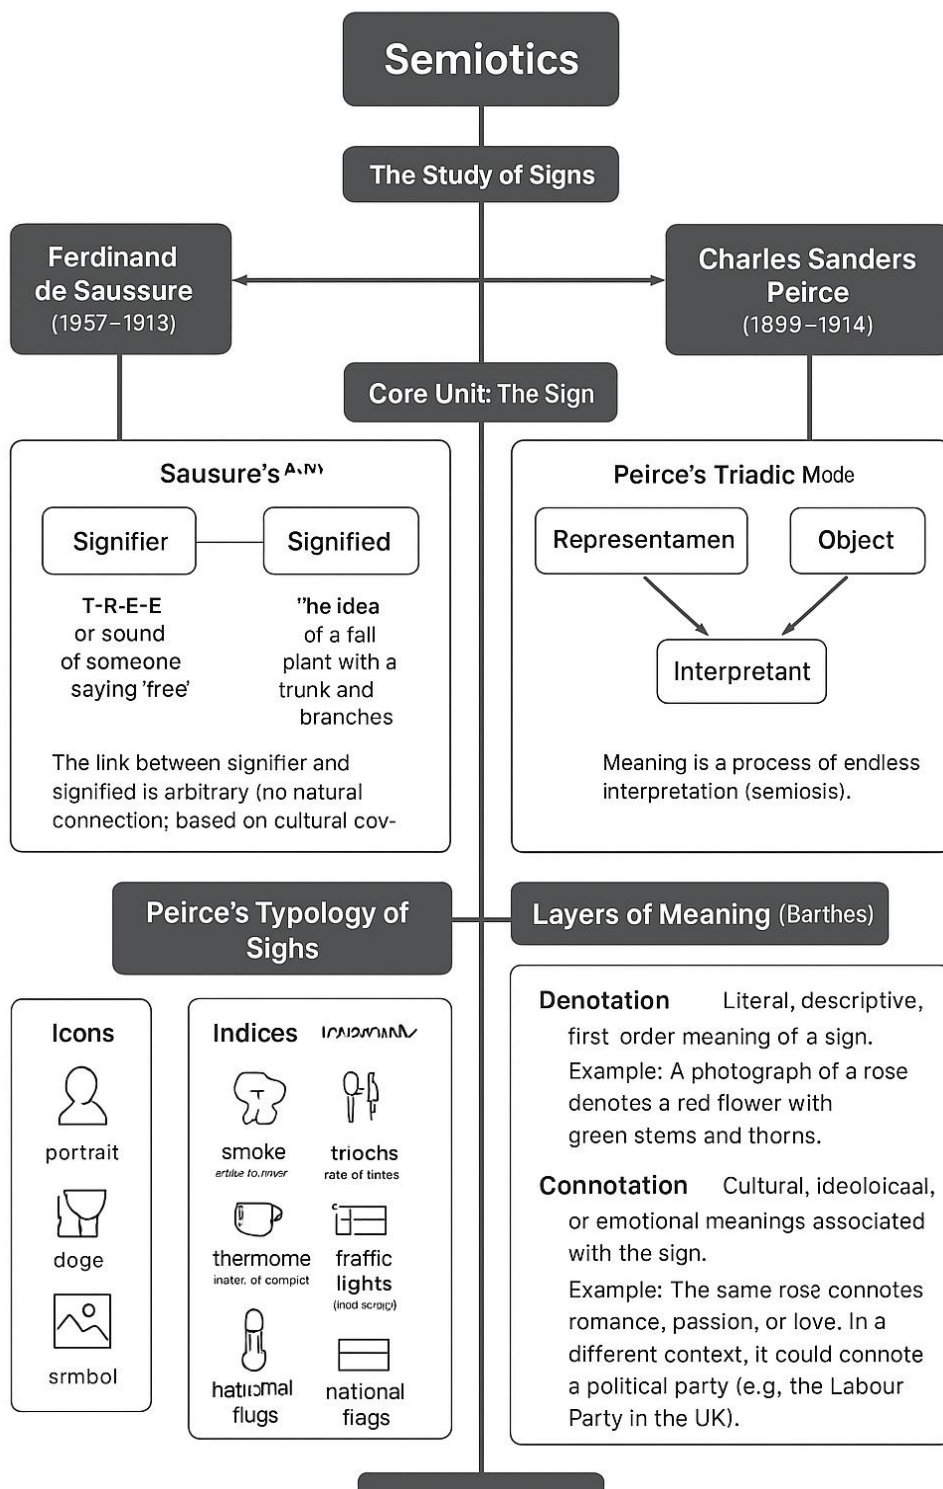 Semiotics
The Study of Signs
Ferdinand
de Saussure
(1957–1913)
Charles Sanders
Peirce
(1899–1914)
Core Unit: The Sign
Sausure's
Signifier
Signified
T-R-E-E
or sound
of someone
saying 'free'
"he idea
of a fall
plant with a
trunk and
branches
The link between signifier and
signified is arbitrary (no natural
connection; based on cultural cov-
Peirce's Triadic Mode
Representamen
Object
Interpretant
Meaning is a process of endless
interpretation (semiosis).
Peirce's Typology of
Sighs
Icons
portrait
doge
srmbol
Indices
smoke
triochs
rate of tintes
thermome
inater. of compict
fraffic
lights
flugs
national
fiags
Layers of Meaning (Barthes)
Denotation Literal, descriptive,
first order meaning of a sign.
Example: A photograph of a rose
denotes a red flower with
green stems and thorns.
Connotation Cultural, ideoloicaal,
or emotional meanings associated
with the sign.
Example: The same rose connotes
romance, passion, or love. In a
different context, it could connote
a political party (e.g, the Labour
Party in the UK).